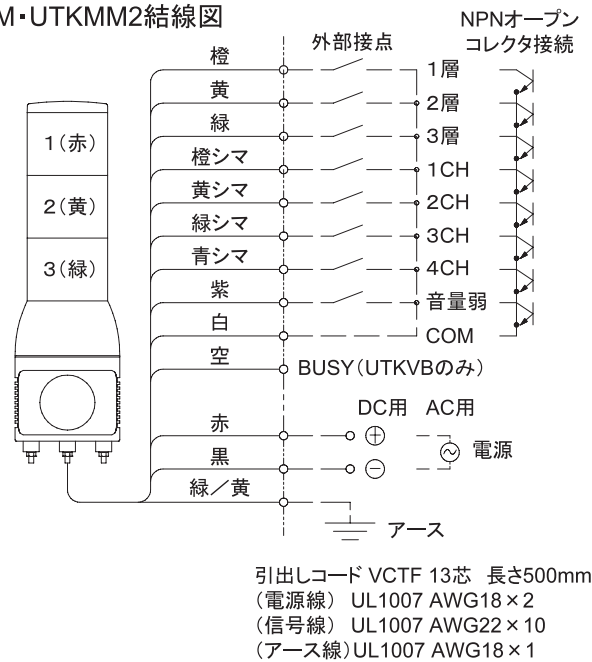 M・UTKMM2結線図
NPNオープン
コレクタ接続
外部接点
橙
1層
黄
2層
緑
3層
橙シマ
1CH
黄シマ
2CH
緑シマ
3CH
青シマ
4CH
紫
音量弱
白
COM
空
BUSY(UTKVBのみ)
1(赤)
2(黄)
3(緑)
DC用 AC用
赤
+
電源
黒
−
緑/黄
アース
引出しコード VCTF 13芯 長さ500mm
(電源線) UL1007 AWG18×2
(信号線) UL1007 AWG22×10
(アース線)UL1007 AWG18×1